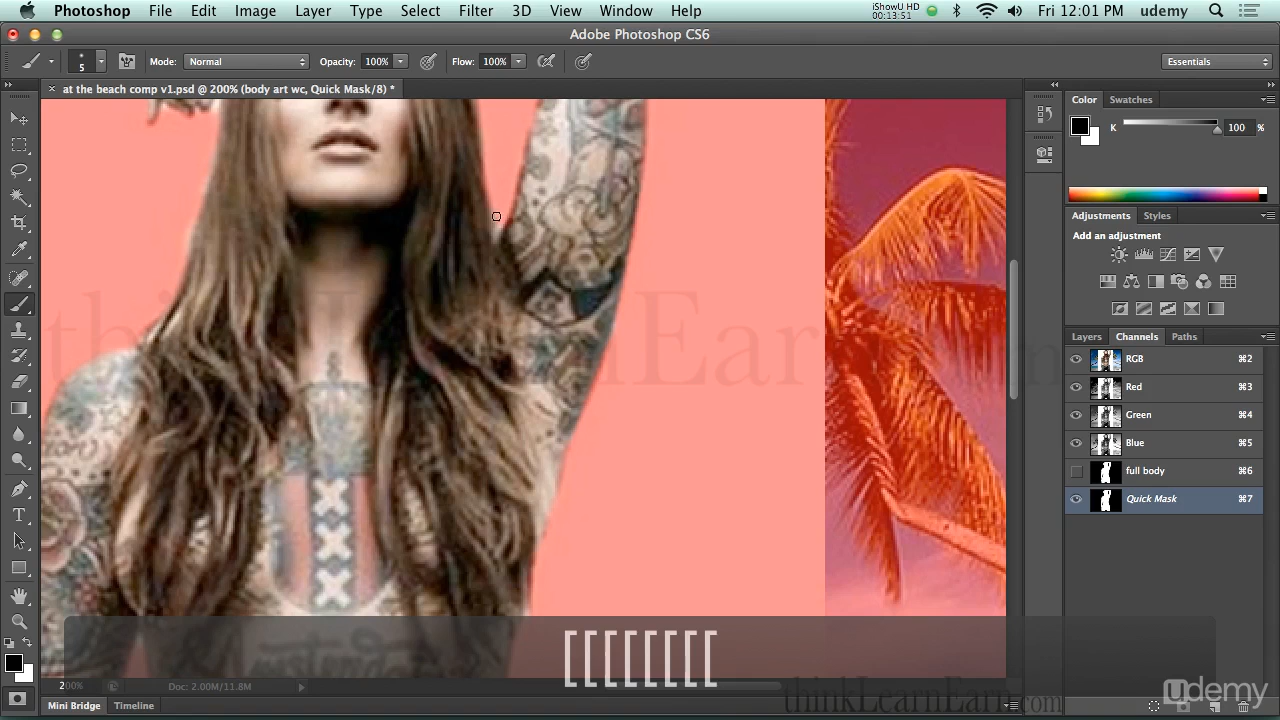 Photoshop File Edit Image Layer Type Select Filter 3D View Window Help iShowU HD 00:13:51 Fri 12:01 PM udemy
Adobe Photoshop CS6
5 Mode: Normal Opacity: 100% Flow: 100% Essentials
× at the beach comp v1.psd @ 200% (body art wc, Quick Mask/8) *
Color Swatches
K 100 %
Adjustments Styles
Add an adjustment
thinkLearnEarn
Layers Channels Paths
RGB ⌘2
Red ⌘3
Green ⌘4
Blue ⌘5
full body ⌘6
Quick Mask ⌘7
[[[[[[[[
200% Doc: 2.00M/11.8M
thinkLearnEarn.com
udemy
Mini Bridge Timeline